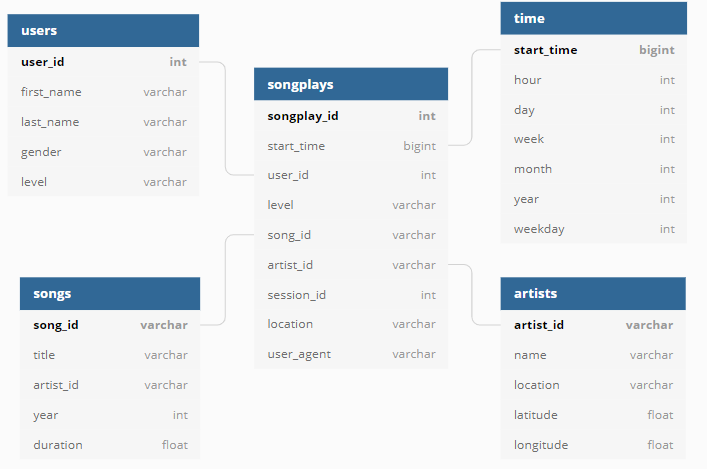 users
user_id int
first_name varchar
last_name varchar
gender varchar
level varchar
songplays
songplay_id int
start_time bigint
user_id int
level varchar
song_id varchar
artist_id varchar
session_id int
location varchar
user_agent varchar
time
start_time bigint
hour int
day int
week int
month int
year int
weekday int
songs
song_id varchar
title varchar
artist_id varchar
year int
duration float
artists
artist_id varchar
name varchar
location varchar
latitude float
longitude float